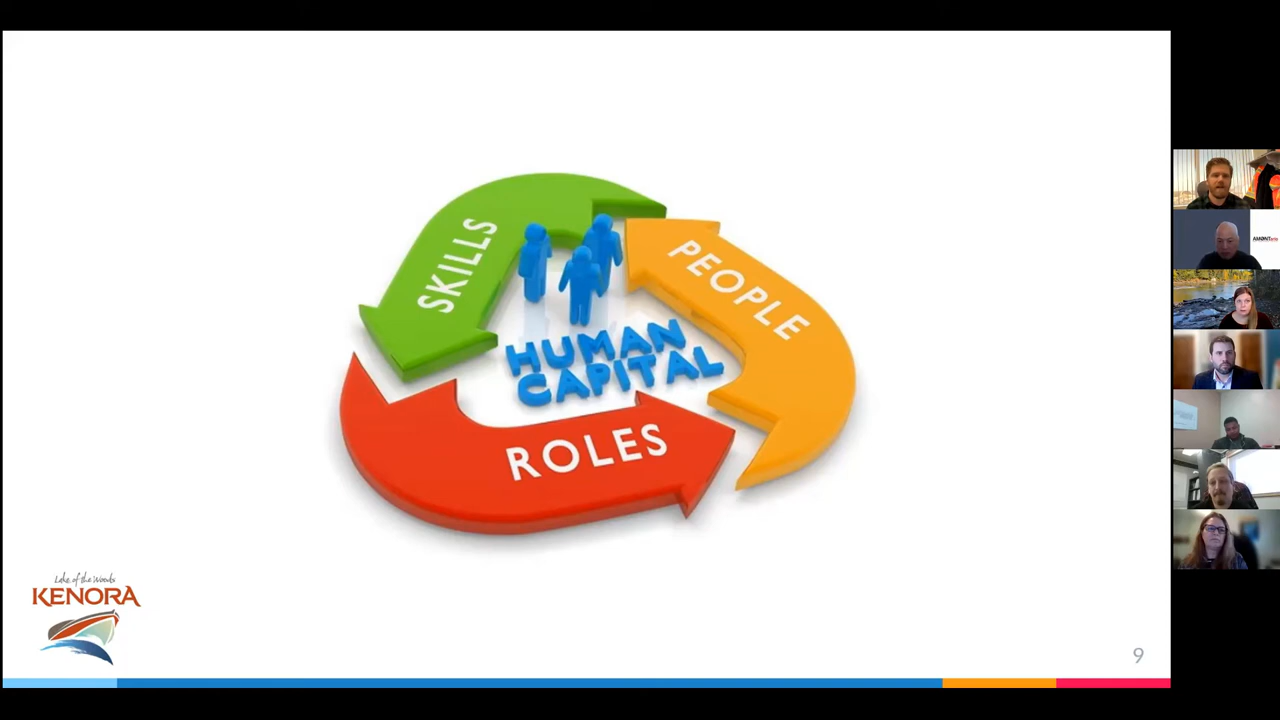 SKILLS
PEOPLE
HUMAN
CAPITAL
ROLES
Lake of the Woods
KENORA
9